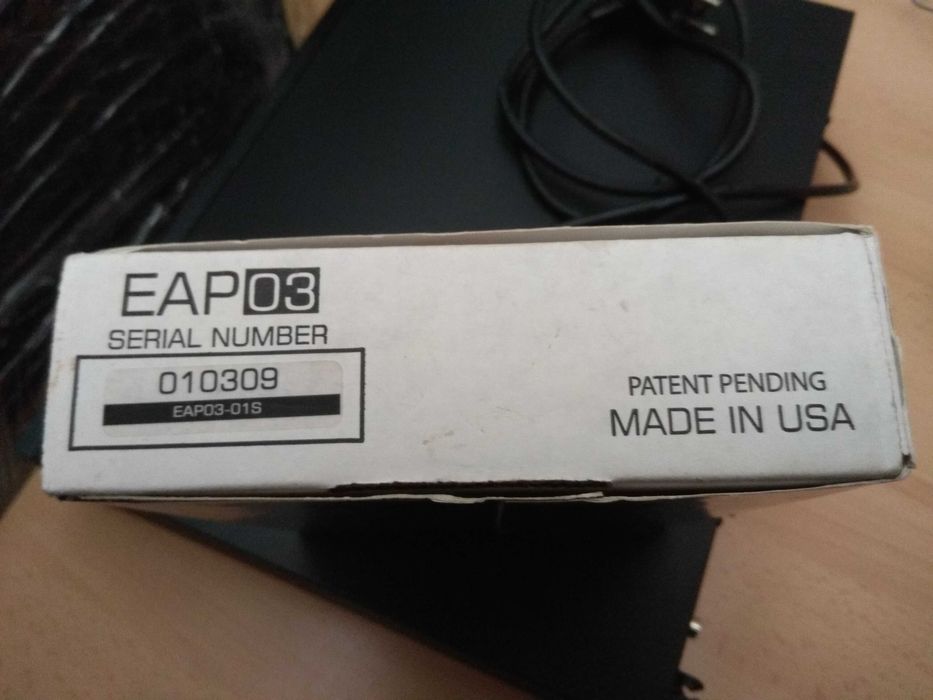 EAP03
SERIAL NUMBER
010309
EAP03-01S
PATENT PENDING
MADE IN USA